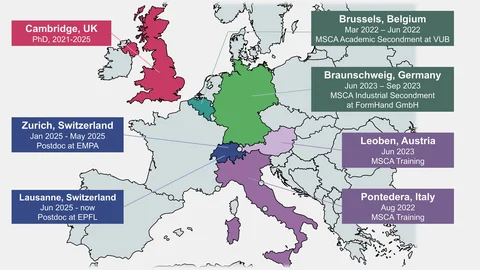 Cambridge, UK
PhD, 2021-2025
Brussels, Belgium
Mar 2022 – Jun 2022
MSCA Academic Secondment at VUB
Braunschweig, Germany
Jun 2023 – Sep 2023
MSCA Industrial Secondment
at FormHand GmbH
Zurich, Switzerland
Jan 2025 - May 2025
Postdoc at EMPA
Leoben, Austria
Jun 2023
MSCA Training
Lausanne, Switzerland
Jun 2025 - now
Postdoc at EPFL
Pontedera, Italy
Aug 2022
MSCA Training